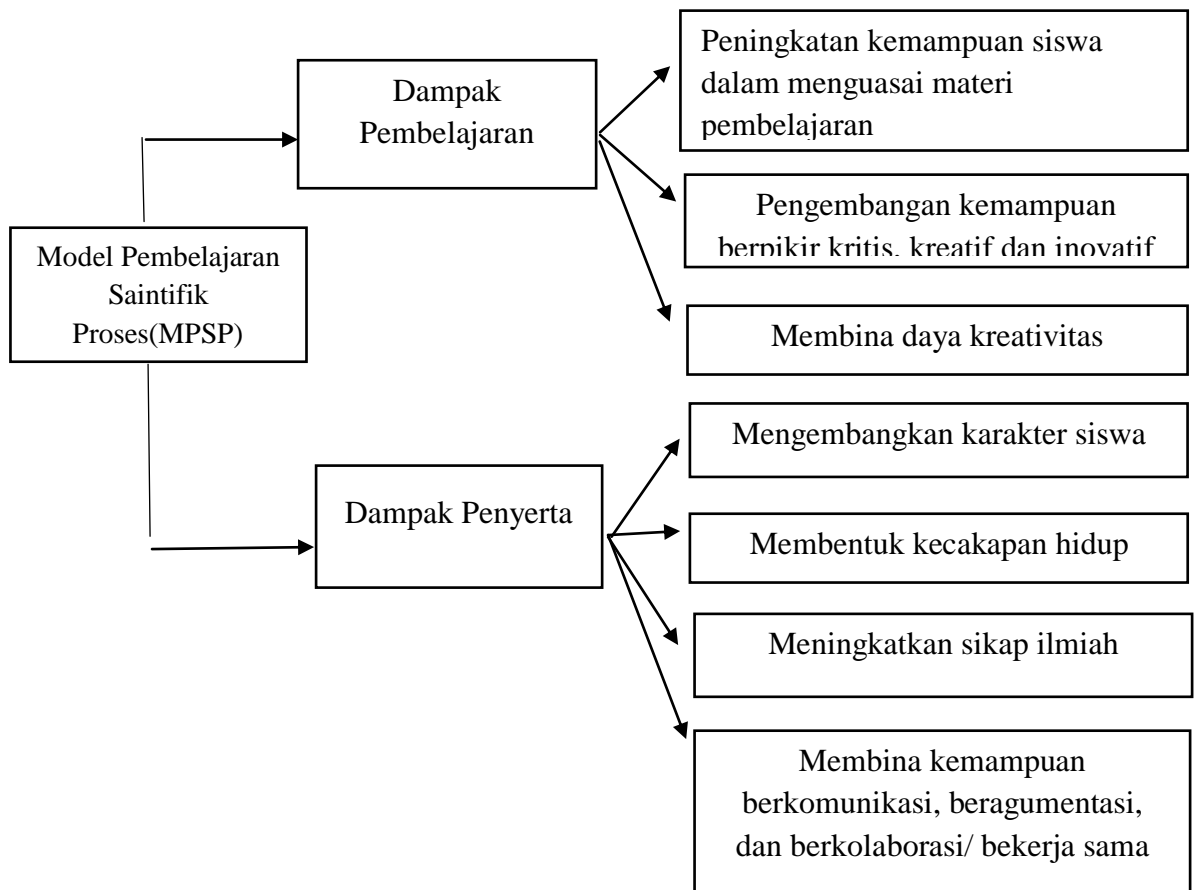 Model Pembelajaran
Saintifik
Proses(MPSP)
Dampak
Pembelajaran
Peningkatan kemampuan siswa
dalam menguasai materi
pembelajaran
Pengembangan kemampuan
berpikir kritis, kreatif dan inovatif
Membina daya kreativitas
Dampak Penyerta
Mengembangkan karakter siswa
Membentuk kecakapan hidup
Meningkatkan sikap ilmiah
Membina kemampuan
berkomunikasi, beragumentasi,
dan berkolaborasi/ bekerja sama